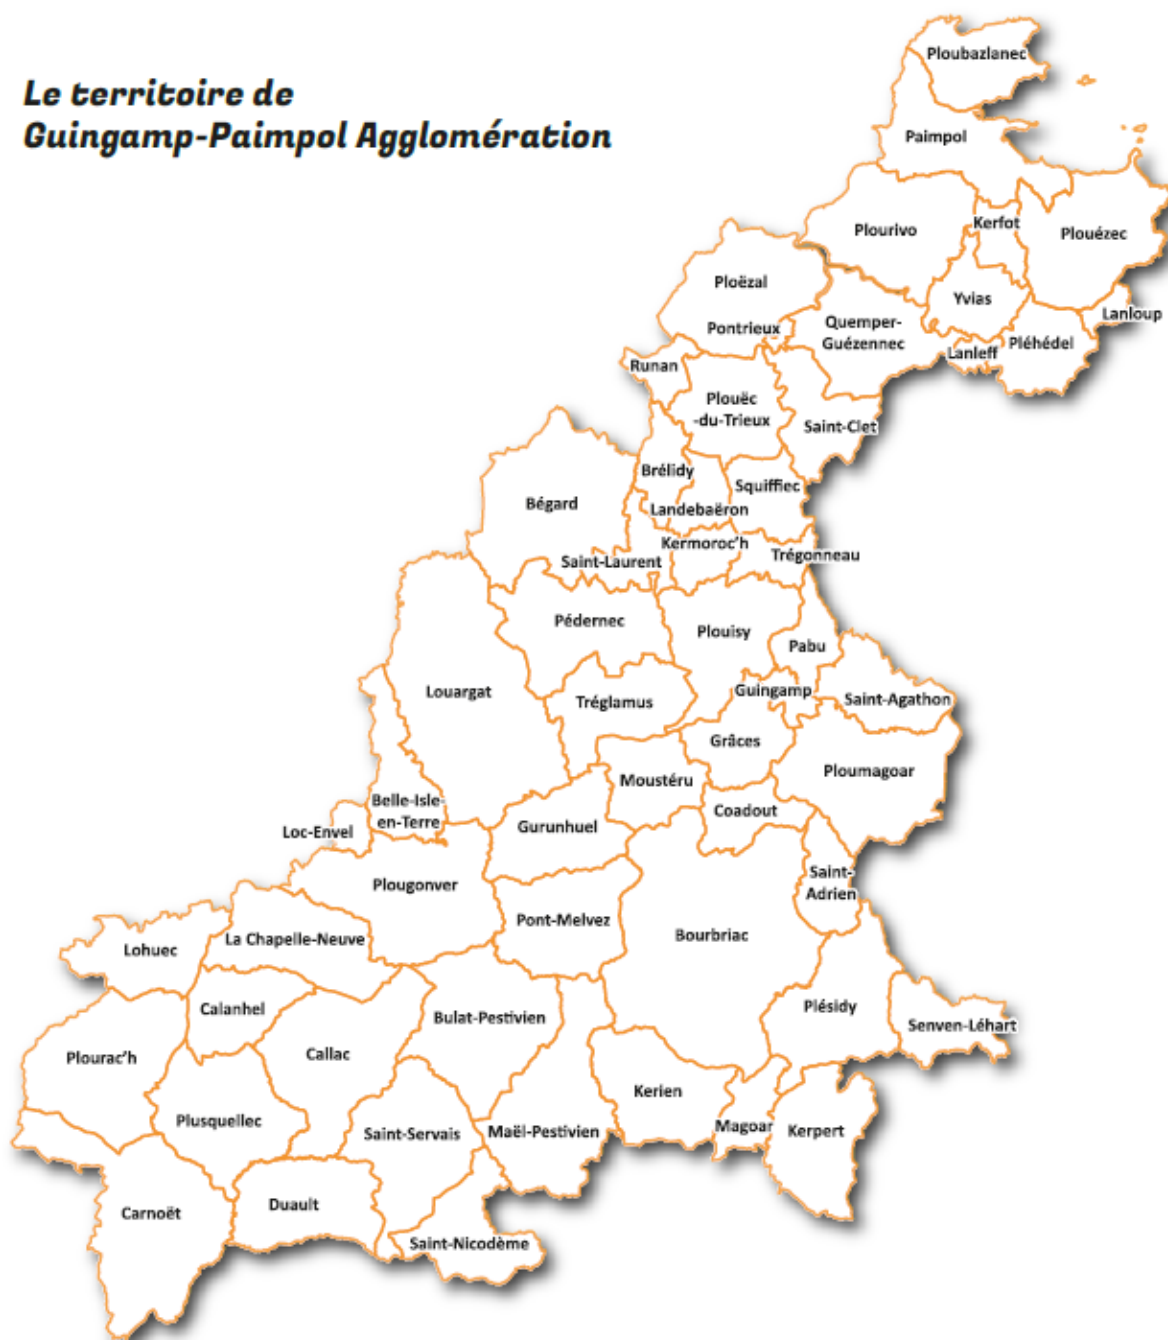 Le territoire de
Guingamp-Paimpol Agglomération
Ploubazlanec
Paimpol
Kerfot
Plourivo
Plouézec
Ploëzal
Yvias
Lanloup
Pontrieux
Quemper-
Guézennec
Lanleff
Pléhédel
Runan
Plouëc
-du-Trieux
Saint-Clet
Brélidy
Squiffiec
Bégard
Landebaëron
Kermoroc'h
Trégonneau
Saint-Laurent
Pédernec
Plouisy
Pabu
Louargat
Tréglamus
Guingamp
Saint-Agathon
Grâces
Moustéru
Ploumagoar
Belle-Isle-
en-Terre
Coadout
Loc-Envel
Gurunhuel
Plougonver
Saint-
Adrien
Pont-Melvez
Bourbriac
Lohuec
La Chapelle-Neuve
Calanhel
Bulat-Pestivien
Plésidy
Senven-Léhart
Plourac'h
Callac
Kerien
Plusquellec
Saint-Servais
Maël-Pestivien
Magoar
Kerpert
Carnoët
Duault
Saint-Nicodème